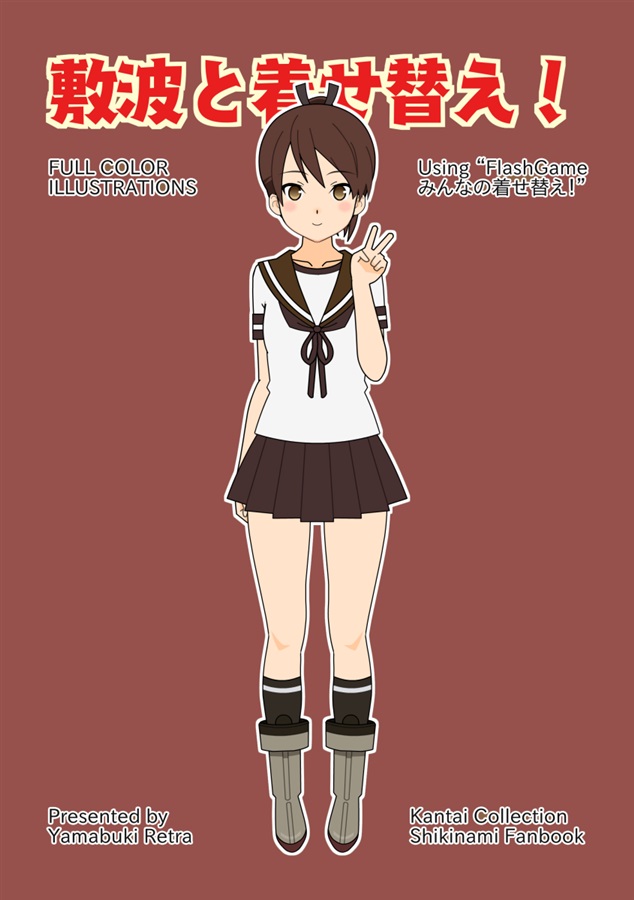 敷波と着せ替え！
FULL COLOR
ILLUSTRATIONS
Using “FlashGame
みんなの着せ替え！”
Presented by
Yamabuki Retra
Kantai Collection
Shikinami Fanbook